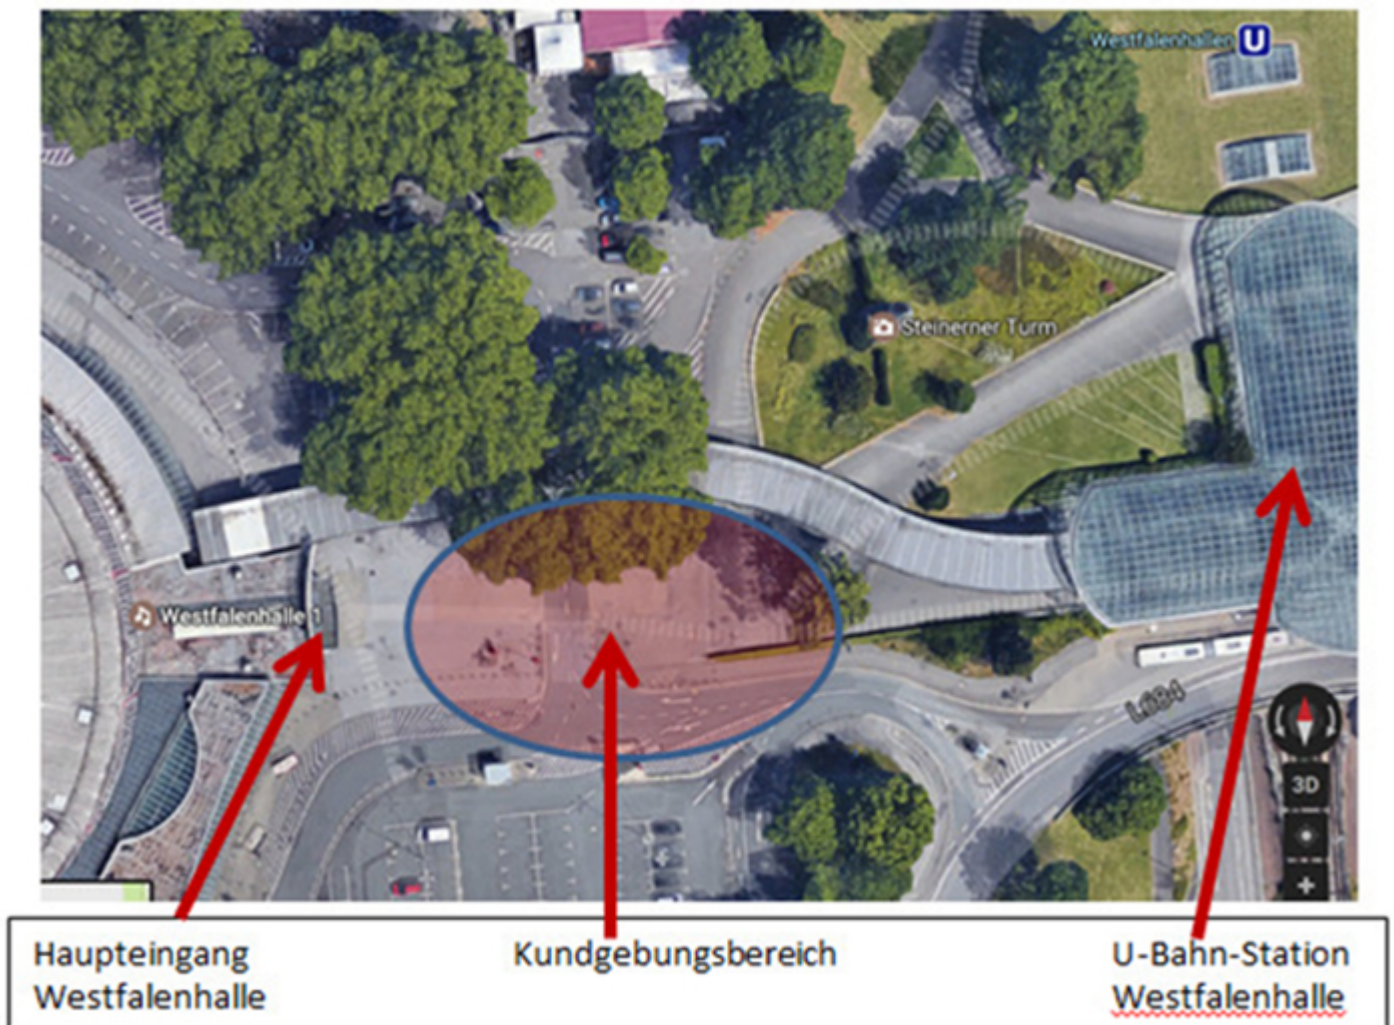 Westfalenhallen U
Steinerner Turm
Westfalenhalle 1
L684
3D
+
Haupteingang Westfalenhalle
Kundgebungsbereich
U-Bahn-Station Westfalenhalle